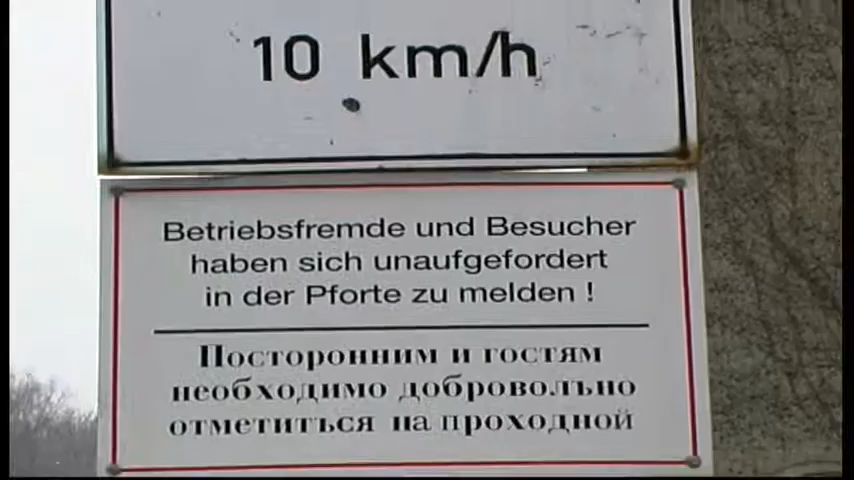 10 km/h
Betriebsfremde und Besucher
haben sich unaufgefordert
in der Pforte zu melden !
Посторонним и гостям
необходимо добровольно
отметиться на проходной